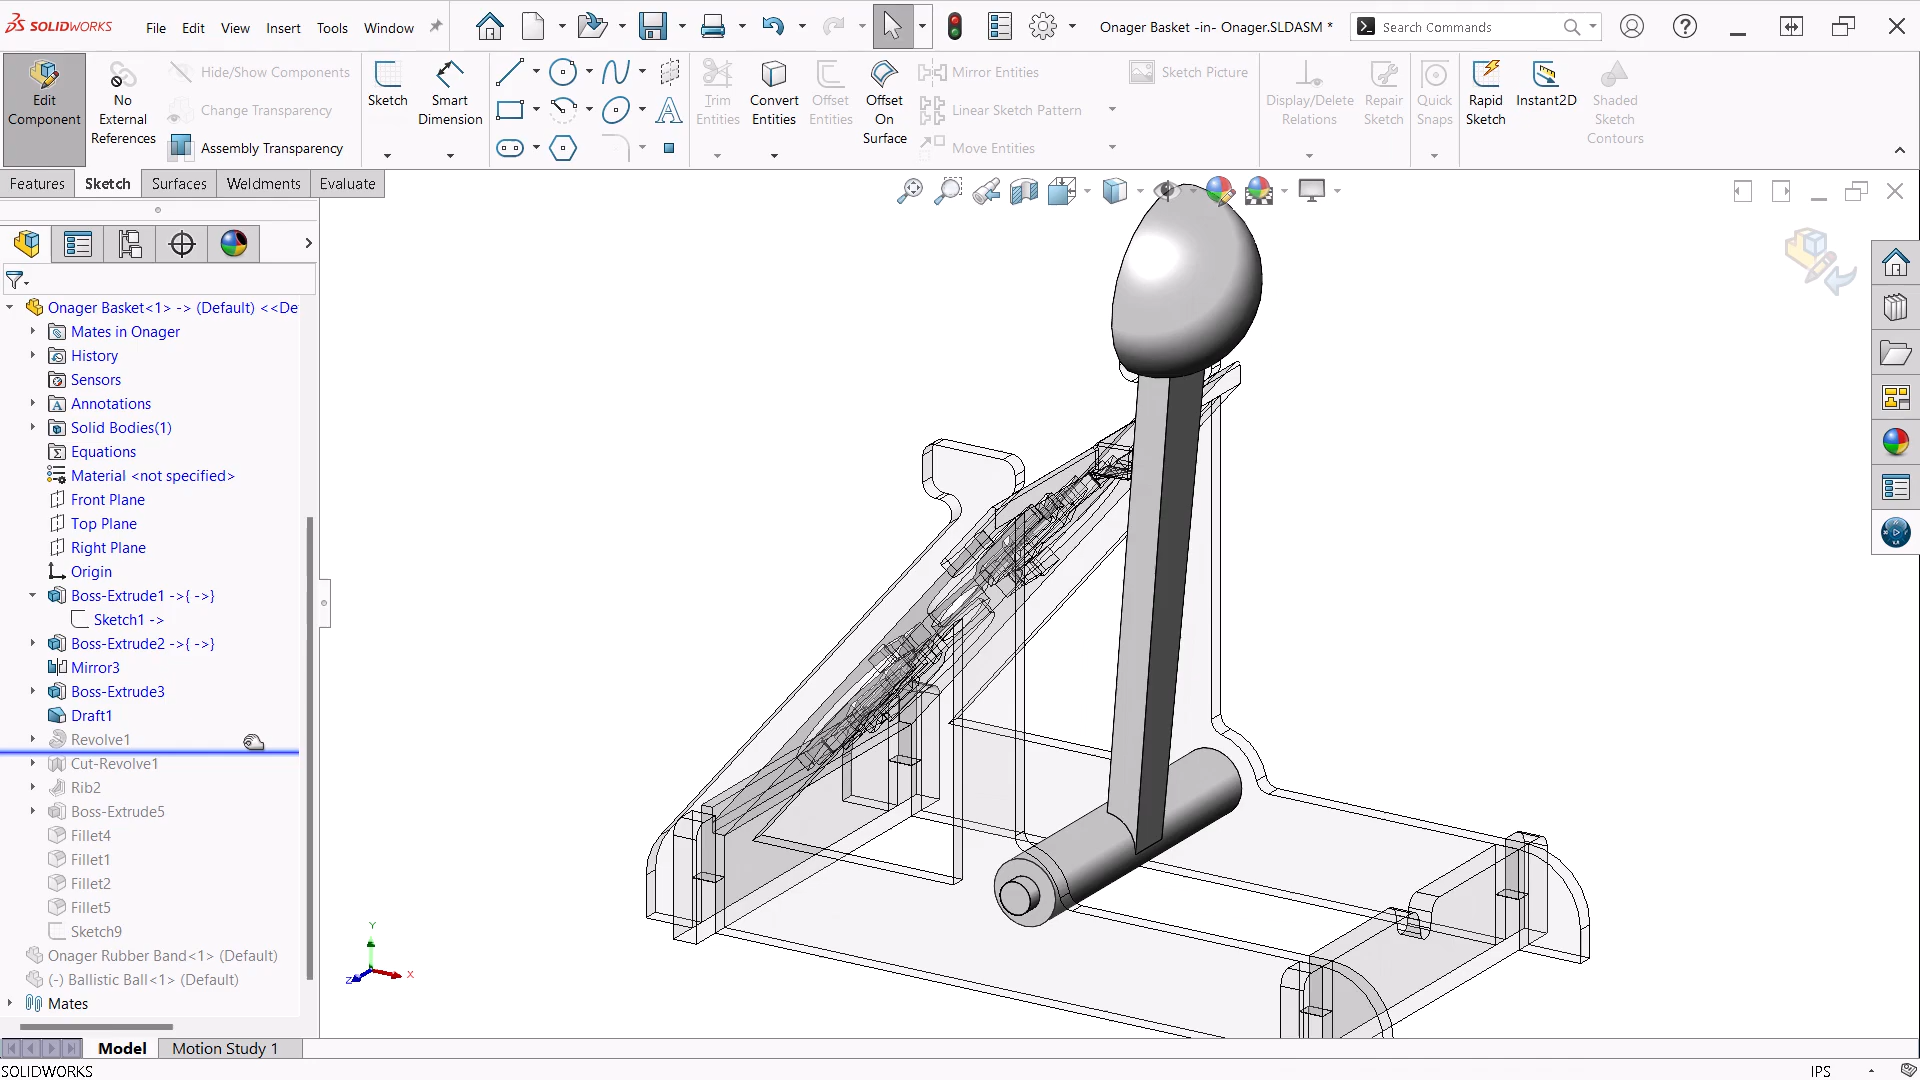 SOLIDWORKS
File Edit View Insert Tools Window
Onager Basket -in- Onager.SLDASM *
Search Commands
Edit Component
No External References
Hide/Show Components
Change Transparency
Assembly Transparency
Sketch
Smart Dimension
Trim Entities
Convert Entities
Offset Entities
Offset On Surface
Mirror Entities
Linear Sketch Pattern
Move Entities
Sketch Picture
Display/Delete Relations
Repair Sketch
Quick Snaps
Rapid Sketch
Instant2D
Shaded Sketch Contours
Features Sketch Surfaces Weldments Evaluate
Onager Basket<1> -> (Default) <<De
Mates in Onager
History
Sensors
Annotations
Solid Bodies(1)
Equations
Material <not specified>
Front Plane
Top Plane
Right Plane
Origin
Boss-Extrude1 ->{ ->}
Sketch1 ->
Boss-Extrude2 ->{ ->}
Mirror3
Boss-Extrude3
Draft1
Revolve1
Cut-Revolve1
Rib2
Boss-Extrude5
Fillet4
Fillet1
Fillet2
Fillet5
Sketch9
Onager Rubber Band<1> (Default)
(-) Ballistic Ball<1> (Default)
Mates
Y
X
Z
Model Motion Study 1
SOLIDWORKS
IPS